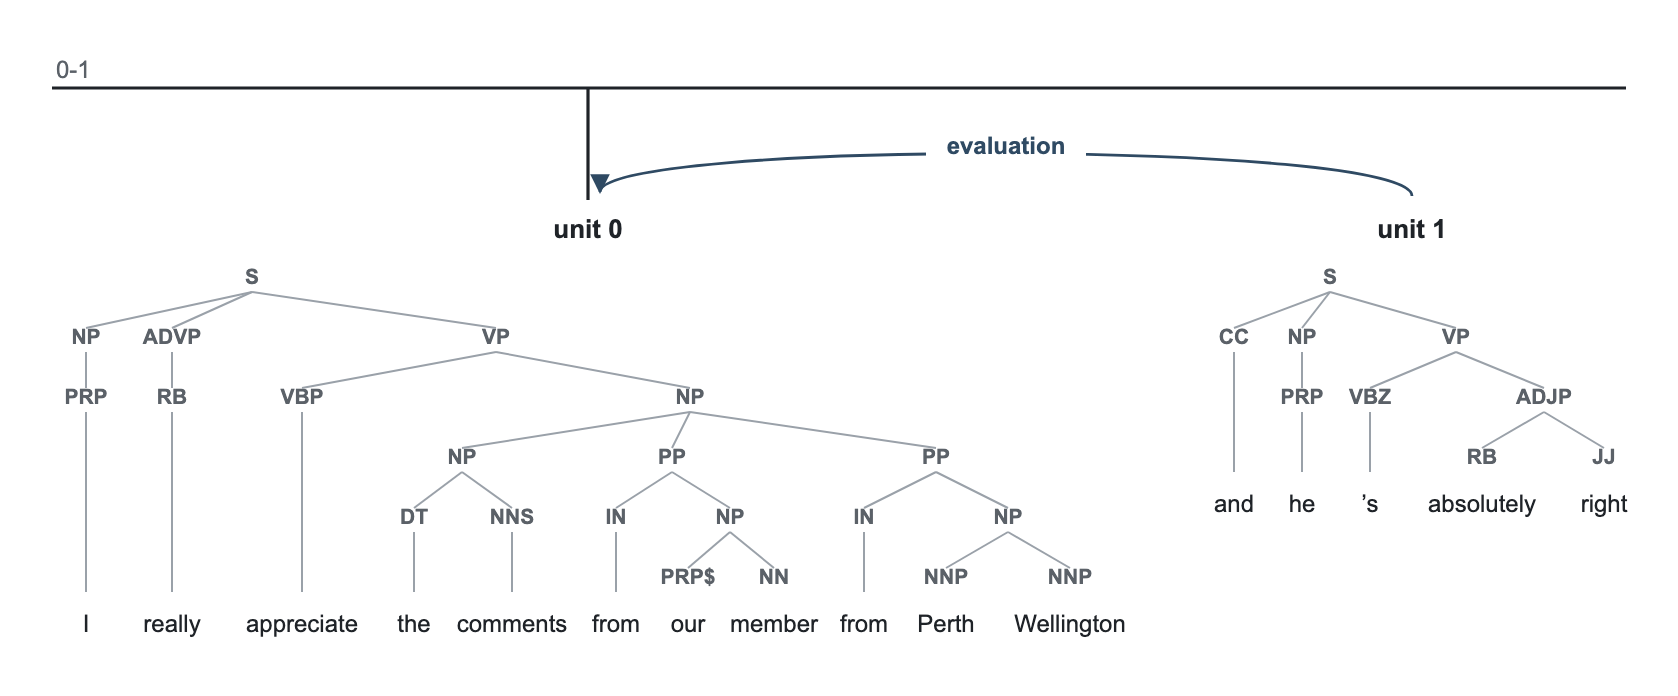 0-1
evaluation
unit 0 unit 1
S S
NP ADVP VP CC NP VP
PRP RB VBP NP PRP VBZ ADJP
NP PP PP RB JJ
and he ’s absolutely right
DT NNS IN NP IN NP
PRP$ NN NNP NNP
I really appreciate the comments from our member from Perth Wellington